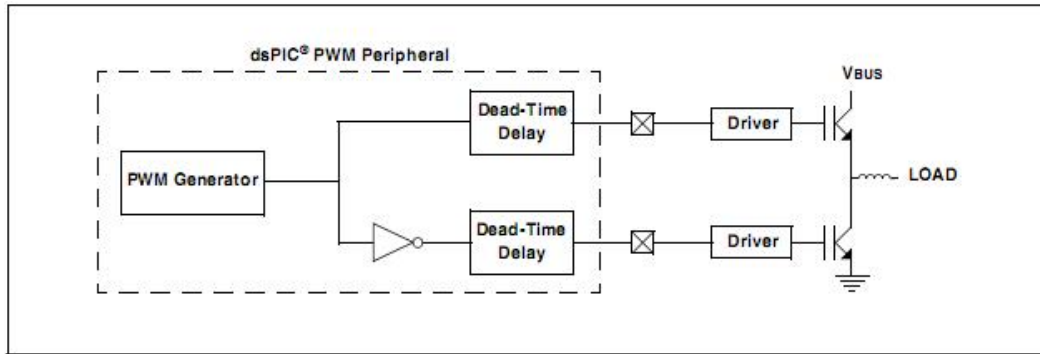 dsPIC® PWM Peripheral
VBUS
Dead-Time
Delay
Driver
PWM Generator
LOAD
Dead-Time
Delay
Driver